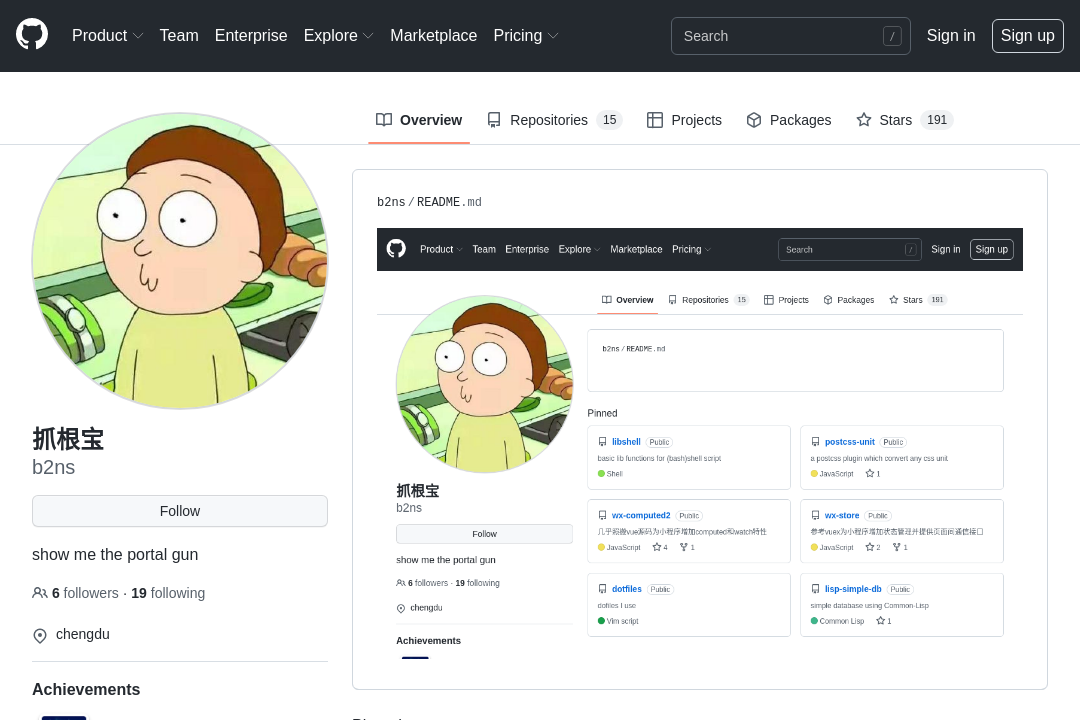 Product Team Enterprise Explore Marketplace Pricing Search / Sign in Sign up
Overview Repositories 15 Projects Packages Stars 191
抓根宝
b2ns
Follow
show me the portal gun
6 followers · 19 following
chengdu
Achievements
b2ns / README.md
Product Team Enterprise Explore Marketplace Pricing Search / Sign in Sign up
Overview Repositories 15 Projects Packages Stars 191
抓根宝
b2ns
Follow
show me the portal gun
6 followers · 19 following
chengdu
Achievements
b2ns / README.md
Pinned
libshell Public
basic lib functions for (bash)shell script
Shell
postcss-unit Public
a postcss plugin which convert any css unit
JavaScript 1
wx-computed2 Public
几乎照搬vue源码为小程序增加computed和watch特性
JavaScript 4 1
wx-store Public
参考vuex为小程序增加状态管理并提供页面间通信接口
JavaScript 2 1
dotfiles Public
dotfiles I use
Vim script
lisp-simple-db Public
simple database using Common-Lisp
Common Lisp 1